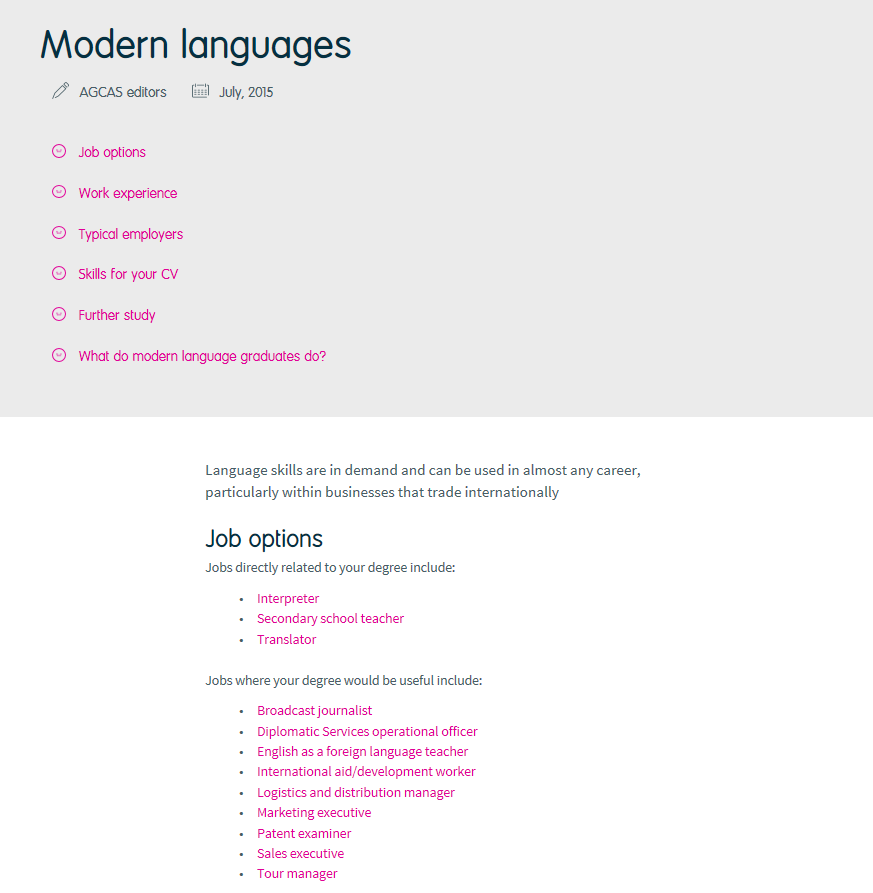 Modern languages
AGCAS editors July, 2015
Job options
Work experience
Typical employers
Skills for your CV
Further study
What do modern language graduates do?
Language skills are in demand and can be used in almost any career,
particularly within businesses that trade internationally
Job options
Jobs directly related to your degree include:
• Interpreter
• Secondary school teacher
• Translator
Jobs where your degree would be useful include:
• Broadcast journalist
• Diplomatic Services operational officer
• English as a foreign language teacher
• International aid/development worker
• Logistics and distribution manager
• Marketing executive
• Patent examiner
• Sales executive
• Tour manager